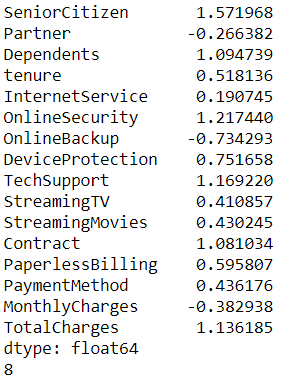 SeniorCitizen 1.571968
Partner -0.266382
Dependents 1.094739
tenure 0.518136
InternetService 0.190745
OnlineSecurity 1.217440
OnlineBackup -0.734293
DeviceProtection 0.751658
TechSupport 1.169220
StreamingTV 0.410857
StreamingMovies 0.430245
Contract 1.081034
PaperlessBilling 0.595807
PaymentMethod 0.436176
MonthlyCharges -0.382938
TotalCharges 1.136185
dtype: float64
8